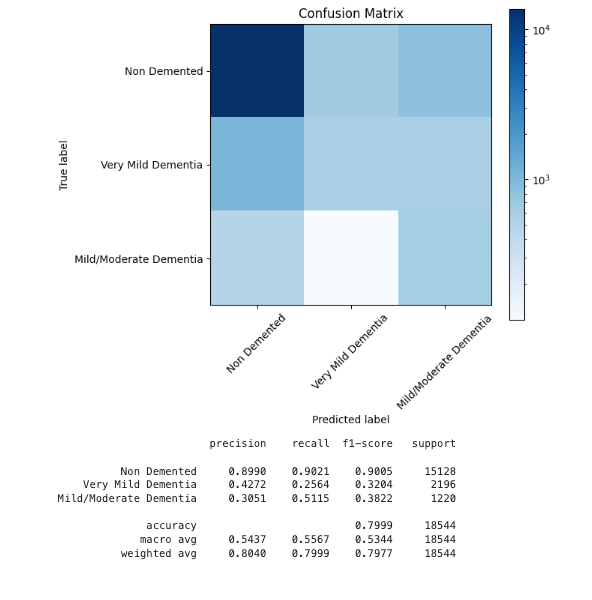 Confusion Matrix
10⁴
Non Demented
Very Mild Dementia
True label
10³
Mild/Moderate Dementia
Non Demented
Very Mild Dementia
Mild/Moderate Dementia
Predicted label
precision recall f1-score support
Non Demented 0.8990 0.9021 0.9005 15128
Very Mild Dementia 0.4272 0.2564 0.3204 2196
Mild/Moderate Dementia 0.3051 0.5115 0.3822 1220
accuracy 0.7999 18544
macro avg 0.5437 0.5567 0.5344 18544
weighted avg 0.8040 0.7999 0.7977 18544